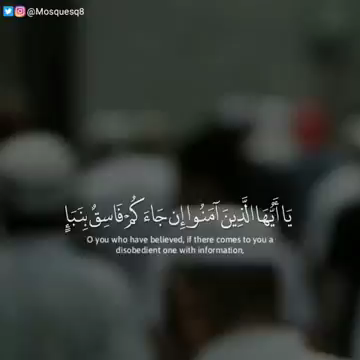 @Mosquesq8
يَا أَيُّهَا الَّذِينَ آمَنُوا إِن جَاءَكُمْ فَاسِقٌ بِنَبَإٍ
O you who have believed, if there comes to you a
disobedient one with information,